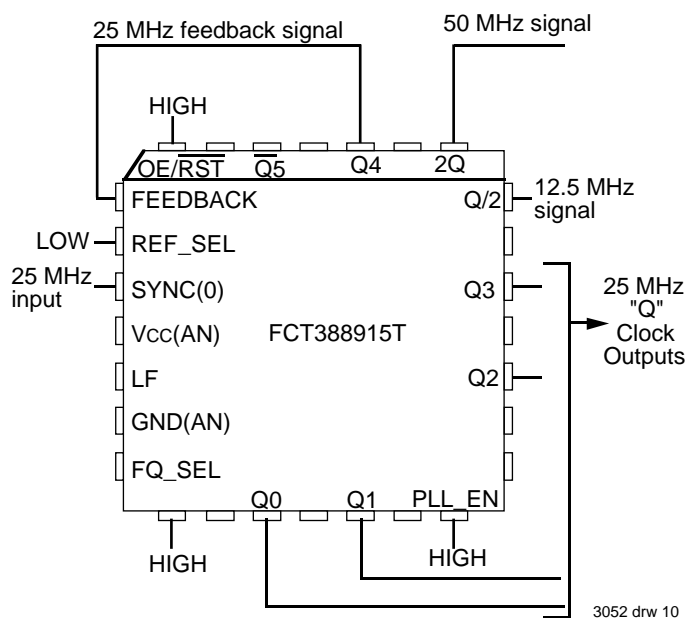 25 MHz feedback signal
50 MHz signal
HIGH
OE/R̅S̅T̅
Q̅5
Q4
2Q
FEEDBACK
Q/2
12.5 MHz
signal
LOW
REF_SEL
25 MHz
input
SYNC(0)
Q3
25 MHz
"Q"
Clock
Outputs
VCC(AN)
FCT388915T
LF
Q2
GND(AN)
FQ_SEL
Q0
Q1
PLL_EN
HIGH
HIGH
3052 drw 10